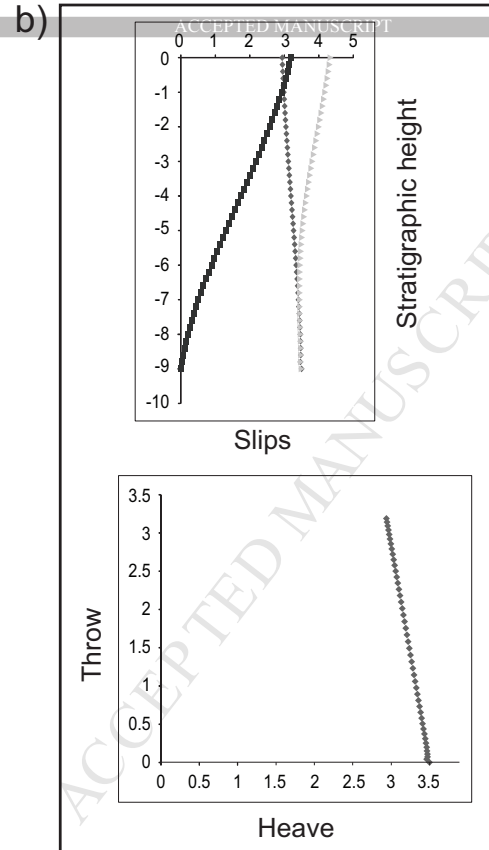 b)
ACCEPTED MANUSCRIPT
0 1 2 3 4 5
0
-1
-2
-3
-4
-5
-6
-7
-8
-9
-10
Stratigraphic height
Slips
3.5
3
2.5
2
1.5
1
0.5
0
0 0.5 1 1.5 2 2.5 3 3.5
Throw
Heave
ACCEPTED MANUSCRIPT